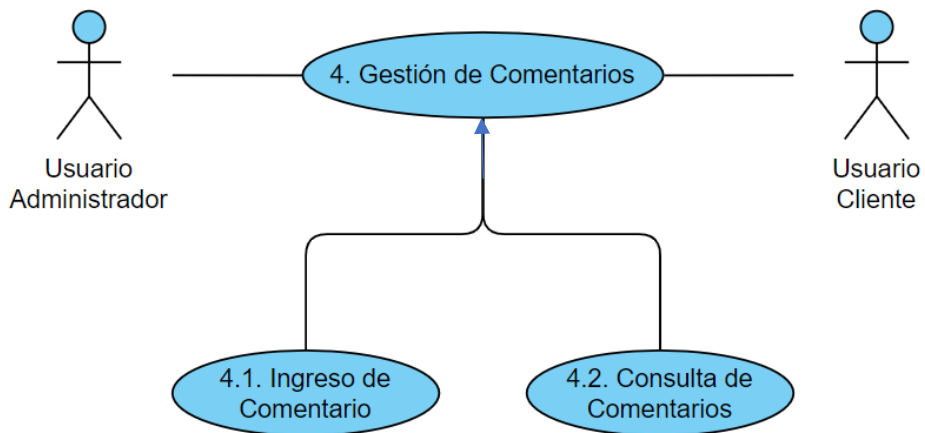 4. Gestión de Comentarios
Usuario
Administrador
Usuario
Cliente
4.1. Ingreso de
Comentario
4.2. Consulta de
Comentarios